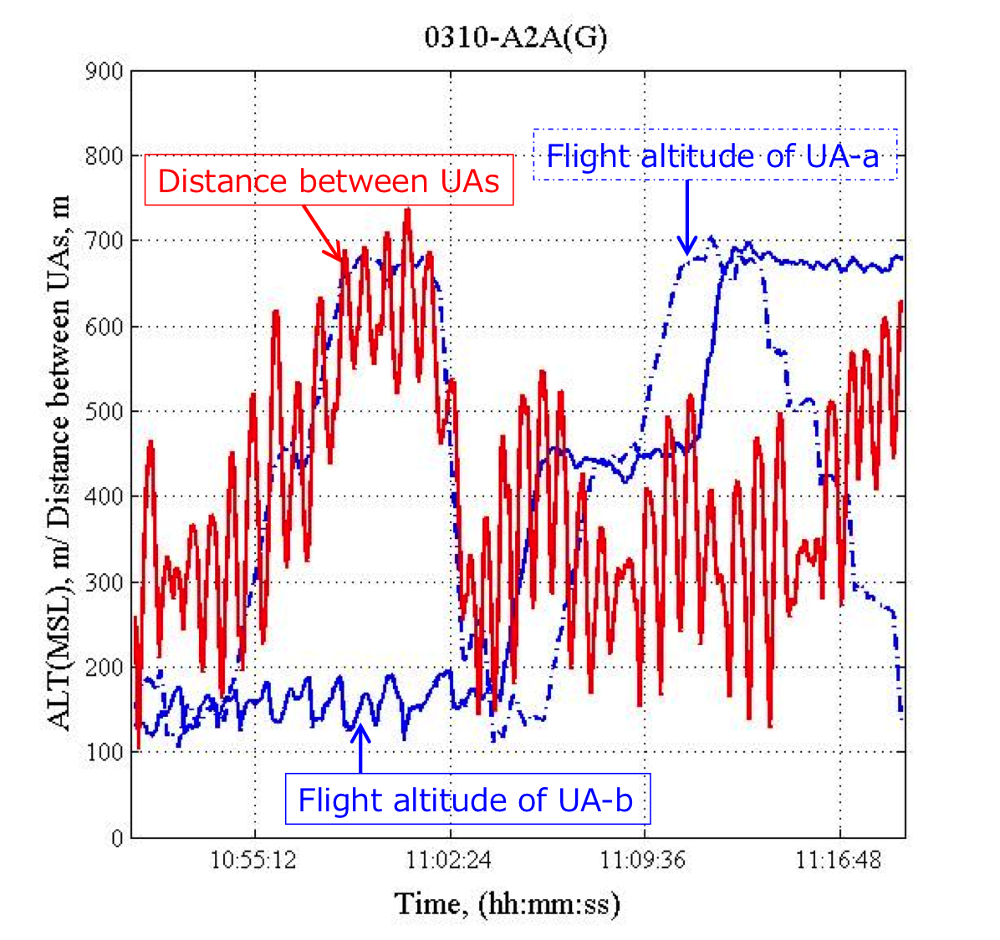 0310-A2A(G)
900
800
700
600
500
400
300
200
100
0
ALT(MSL), m/ Distance between UAs, m
Distance between UAs
Flight altitude of UA-a
Flight altitude of UA-b
10:55:12
11:02:24
11:09:36
11:16:48
Time, (hh:mm:ss)